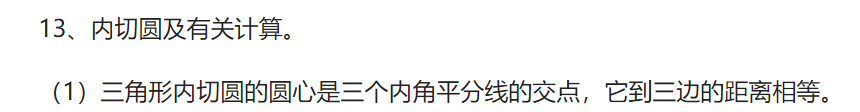 13、内切圆及有关计算。
（1）三角形内切圆的圆心是三个内角平分线的交点，它到三边的距离相等。